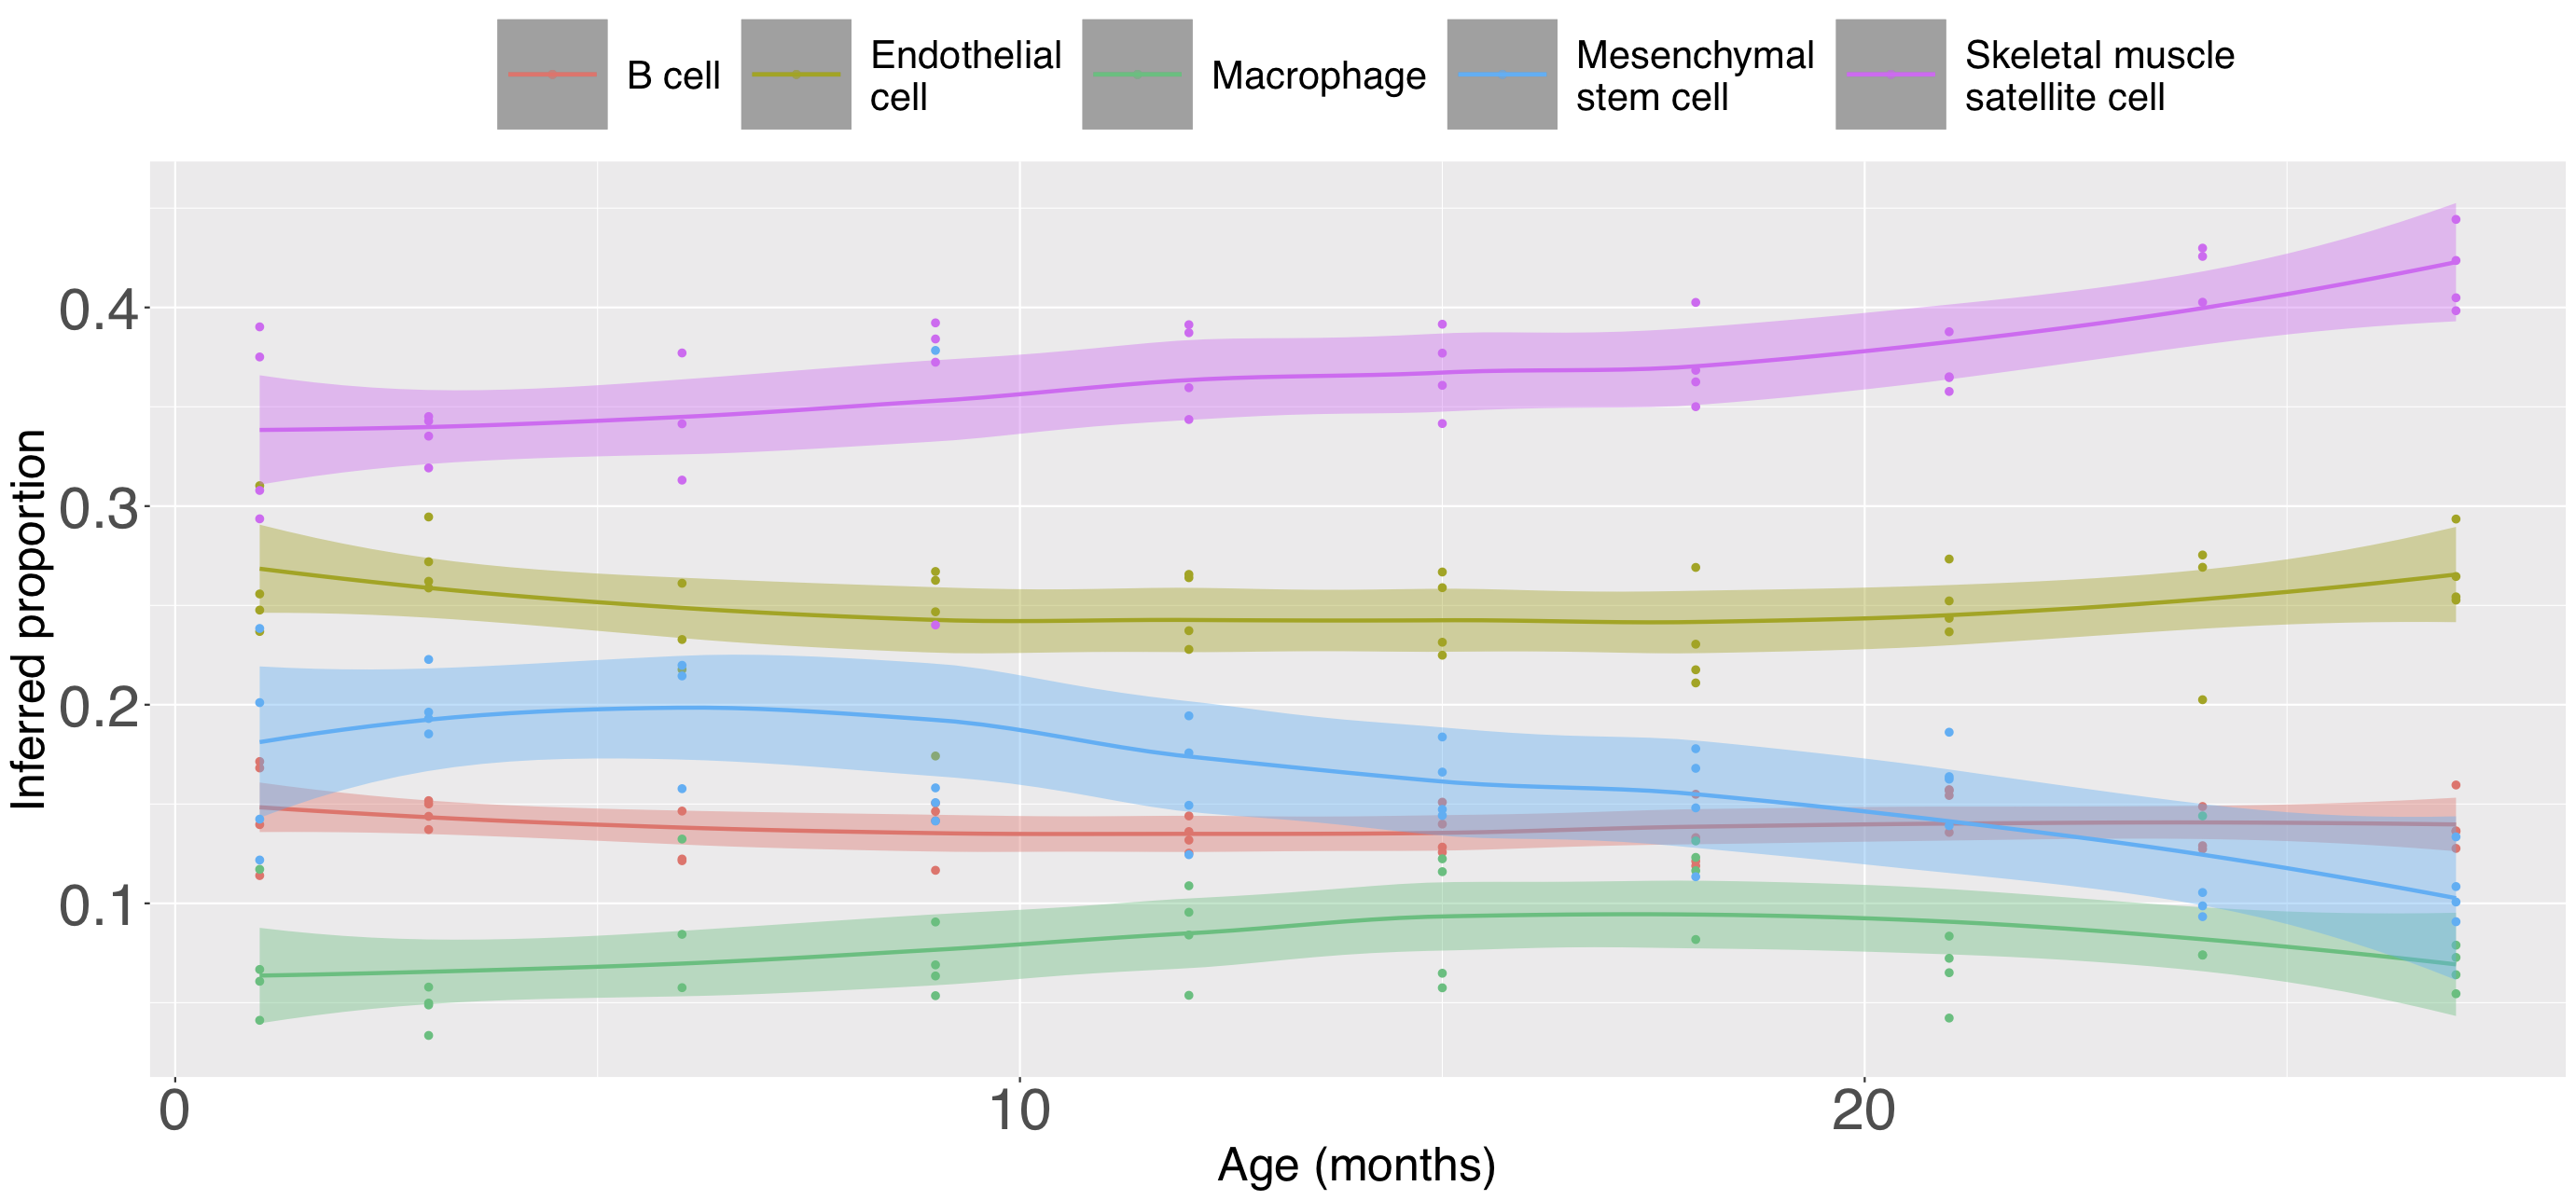 B cell
Endothelial
cell
Macrophage
Mesenchymal
stem cell
Skeletal muscle
satellite cell
Inferred proportion
0.4
0.3
0.2
0.1
0
10
20
Age (months)